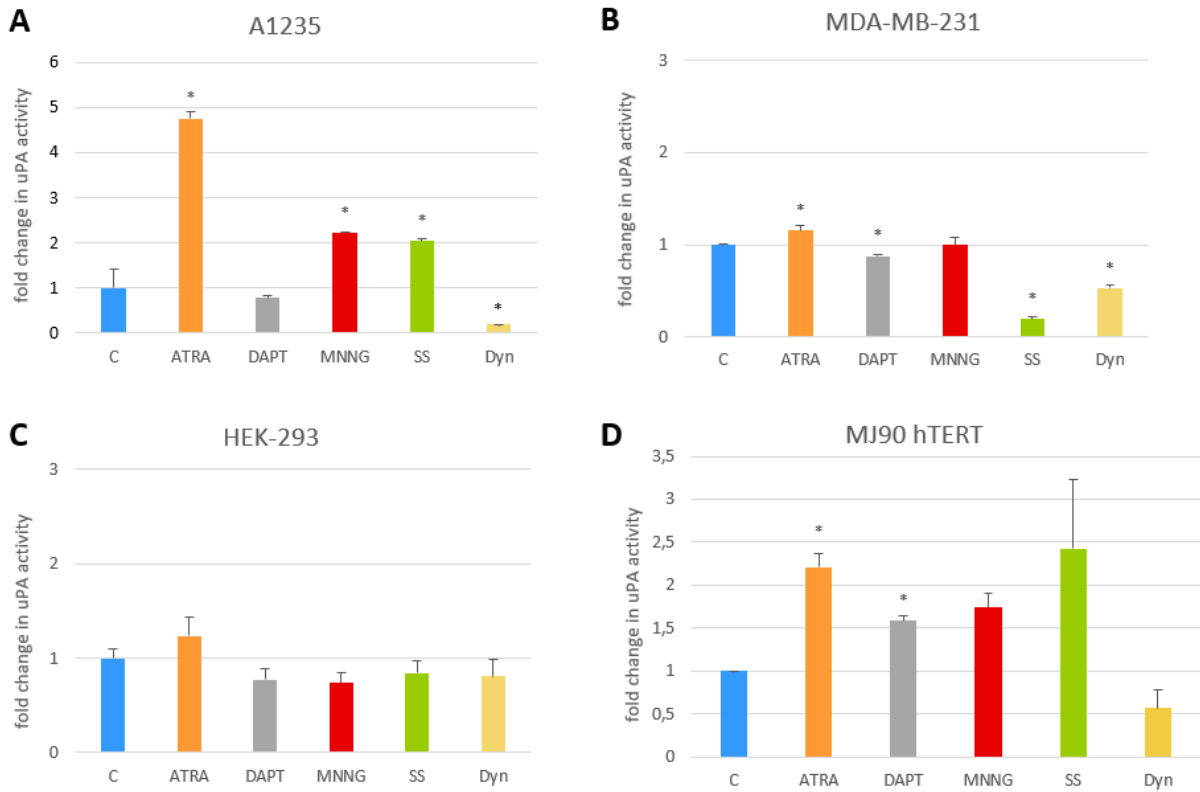 A
A1235
fold change in uPA activity
6
5
4
3
2
1
0
*
*
*
*
C ATRA DAPT MNNG SS Dyn
B
MDA-MB-231
fold change in uPA activity
3
2
1
0
*
*
*
*
C ATRA DAPT MNNG SS Dyn
C
HEK-293
fold change in uPA activity
3
2
1
0
C ATRA DAPT MNNG SS Dyn
D
MJ90 hTERT
fold change in uPA activity
3,5
3
2,5
2
1,5
1
0,5
0
*
*
C ATRA DAPT MNNG SS Dyn